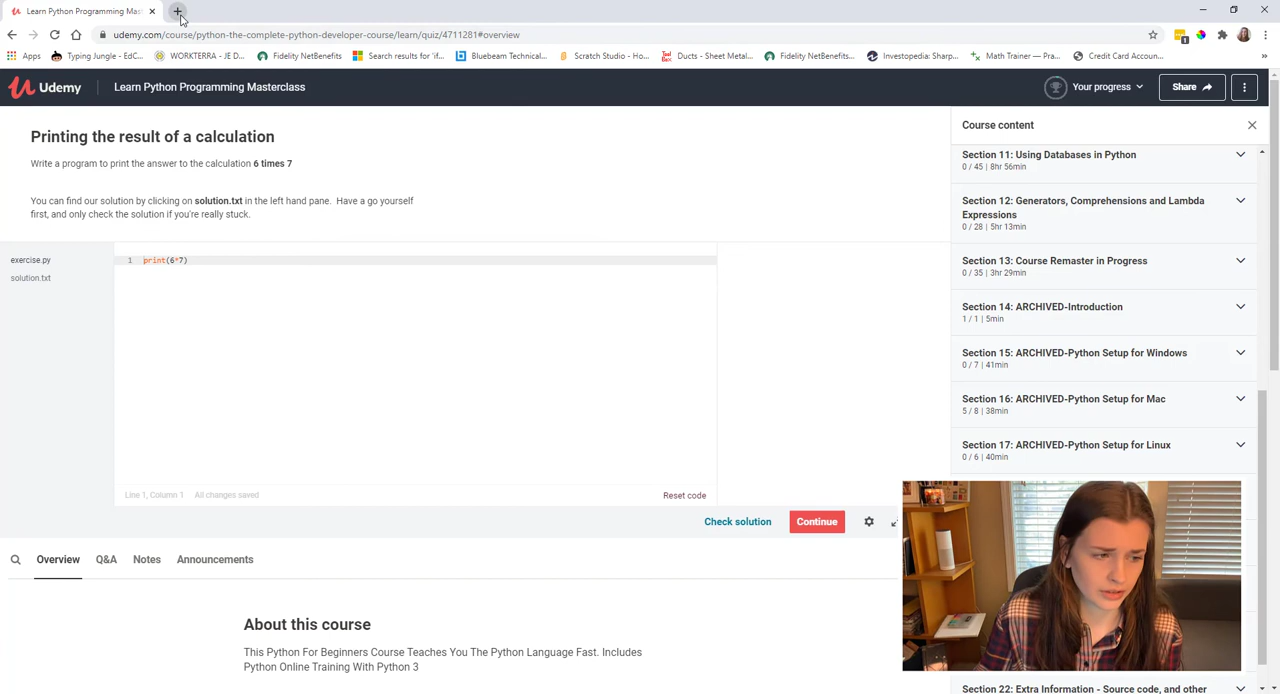 Learn Python Programming Mas
udemy.com/course/python-the-complete-python-developer-course/learn/quiz/4711281#overview
Apps Typing Jungle - EdC... WORKTERRA - JE D... Fidelity NetBenefits Search results for 'if... Bluebeam Technical... Scratch Studio - Ho... Ducts - Sheet Metal... Fidelity NetBenefits... Investopedia: Sharp... Math Trainer — Pra... Credit Card Accoun... »
Udemy Learn Python Programming Masterclass Your progress Share
Printing the result of a calculation
Write a program to print the answer to the calculation 6 times 7
You can find our solution by clicking on solution.txt in the left hand pane. Have a go yourself
first, and only check the solution if you're really stuck.
exercise.py
solution.txt
1 print(6*7)
Line 1, Column 1 All changes saved Reset code
Check solution Continue
Overview Q&A Notes Announcements
About this course
This Python For Beginners Course Teaches You The Python Language Fast. Includes
Python Online Training With Python 3
Course content
Section 11: Using Databases in Python
0 / 45 | 8hr 56min
Section 12: Generators, Comprehensions and Lambda
Expressions
0 / 28 | 5hr 13min
Section 13: Course Remaster in Progress
0 / 35 | 3hr 29min
Section 14: ARCHIVED-Introduction
1 / 1 | 5min
Section 15: ARCHIVED-Python Setup for Windows
0 / 7 | 41min
Section 16: ARCHIVED-Python Setup for Mac
5 / 8 | 38min
Section 17: ARCHIVED-Python Setup for Linux
0 / 6 | 40min
Section 22: Extra Information - Source code, and other